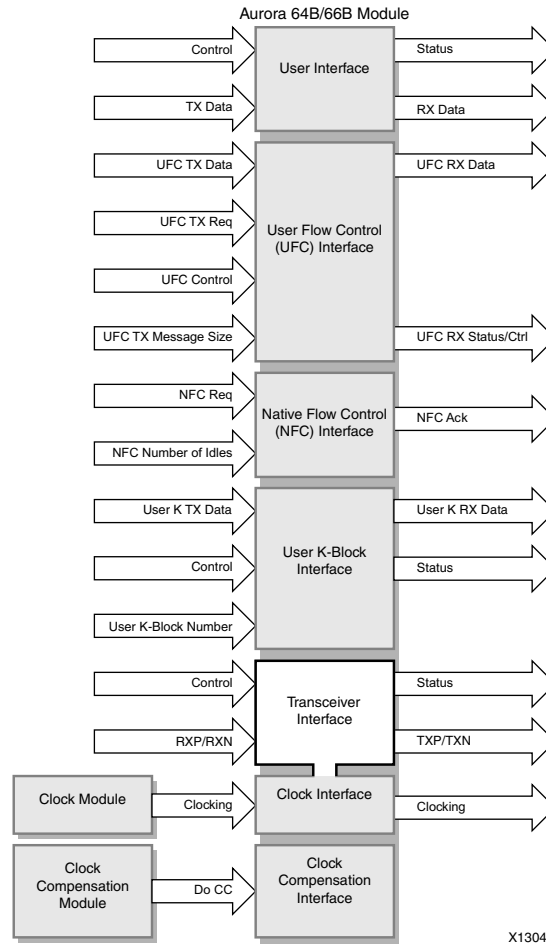 Aurora 64B/66B Module
Control
User Interface
Status
TX Data
RX Data
UFC TX Data
UFC RX Data
UFC TX Req
User Flow Control
(UFC) Interface
UFC Control
UFC TX Message Size
UFC RX Status/Ctrl
NFC Req
Native Flow Control
(NFC) Interface
NFC Ack
NFC Number of Idles
User K TX Data
User K RX Data
User K-Block
Interface
Control
Status
User K-Block Number
Control
Status
Transceiver
Interface
RXP/RXN
TXP/TXN
Clock Module
Clocking
Clock Interface
Clocking
Clock
Compensation
Module
Do CC
Clock
Compensation
Interface
X1304